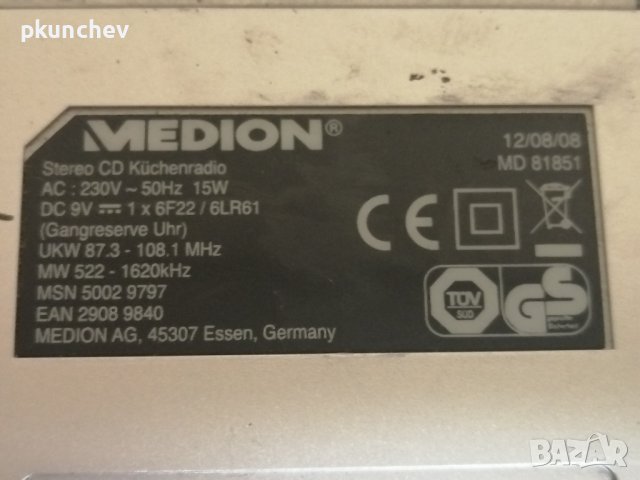 pkunchev
MEDION®
12/08/08
MD 81851
Stereo CD Küchenradio
AC : 230V ~ 50Hz 15W
DC 9V ⎓ 1 x 6F22 / 6LR61
(Gangreserve Uhr)
UKW 87.3 - 108.1 MHz
MW 522 - 1620kHz
MSN 5002 9797
EAN 2908 9840
MEDION AG, 45307 Essen, Germany
CE
TÜV
SÜD
GS
geprüfte
Sicherheit
BAZAR